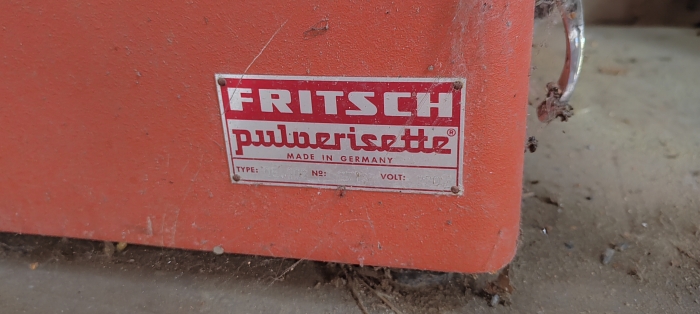 FRITSCH
pulverisette®
MADE IN GERMANY
TYPE: Nº: VOLT: